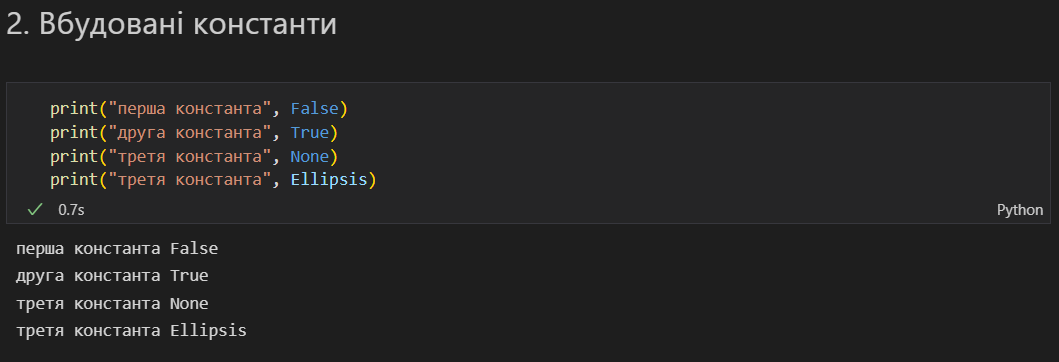 2. Вбудовані константи
print("перша константа", False)
print("друга константа", True)
print("третя константа", None)
print("третя константа", Ellipsis)
0.7s
Python
перша константа False
друга константа True
третя константа None
третя константа Ellipsis